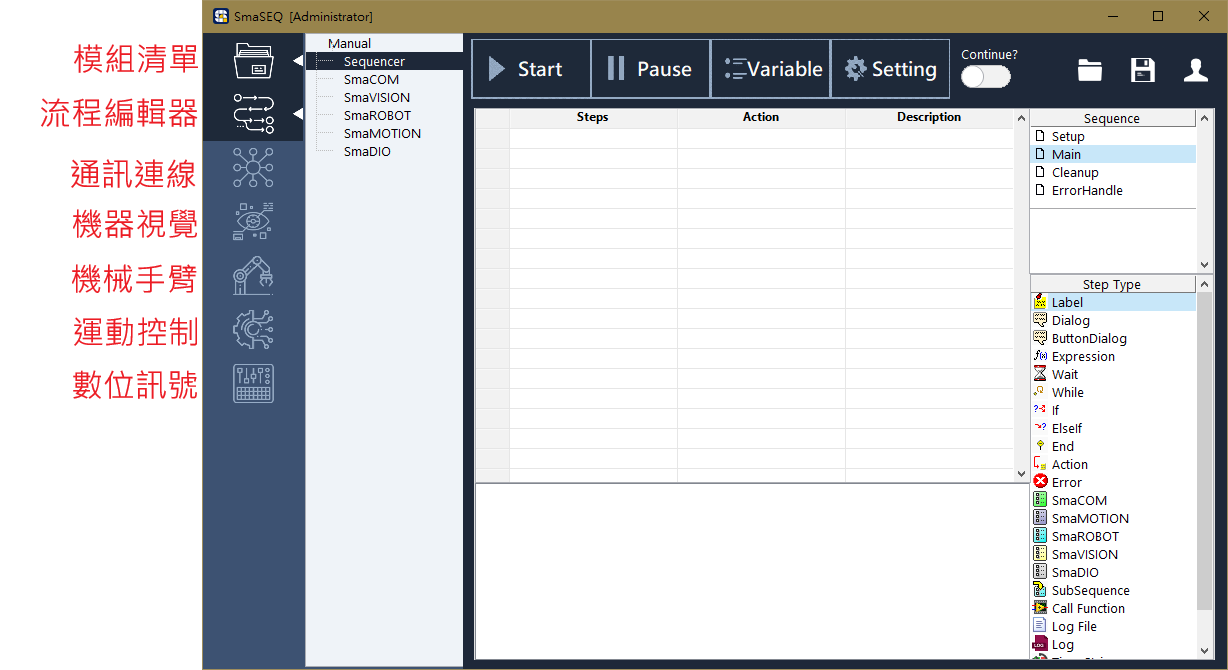 SmaSEQ [Administrator]
模組清單
流程編輯器
通訊連線
機器視覺
機械手臂
運動控制
數位訊號
Manual
Sequencer
SmaCOM
SmaVISION
SmaROBOT
SmaMOTION
SmaDIO
Start
Pause
Variable
Setting
Continue?
Steps Action Description
Sequence
Setup
Main
Cleanup
ErrorHandle
Step Type
Label
Dialog
ButtonDialog
Expression
Wait
While
If
ElseIf
End
Action
Error
SmaCOM
SmaMOTION
SmaROBOT
SmaVISION
SmaDIO
SubSequence
Call Function
Log File
Log